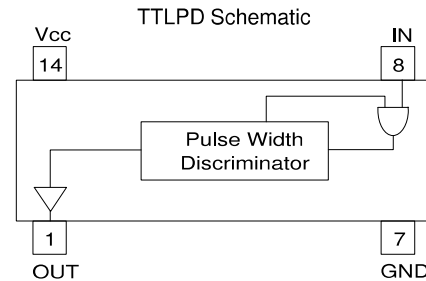 TTLPD Schematic
Vcc
IN
14
8
Pulse Width
Discriminator
1
7
OUT
GND